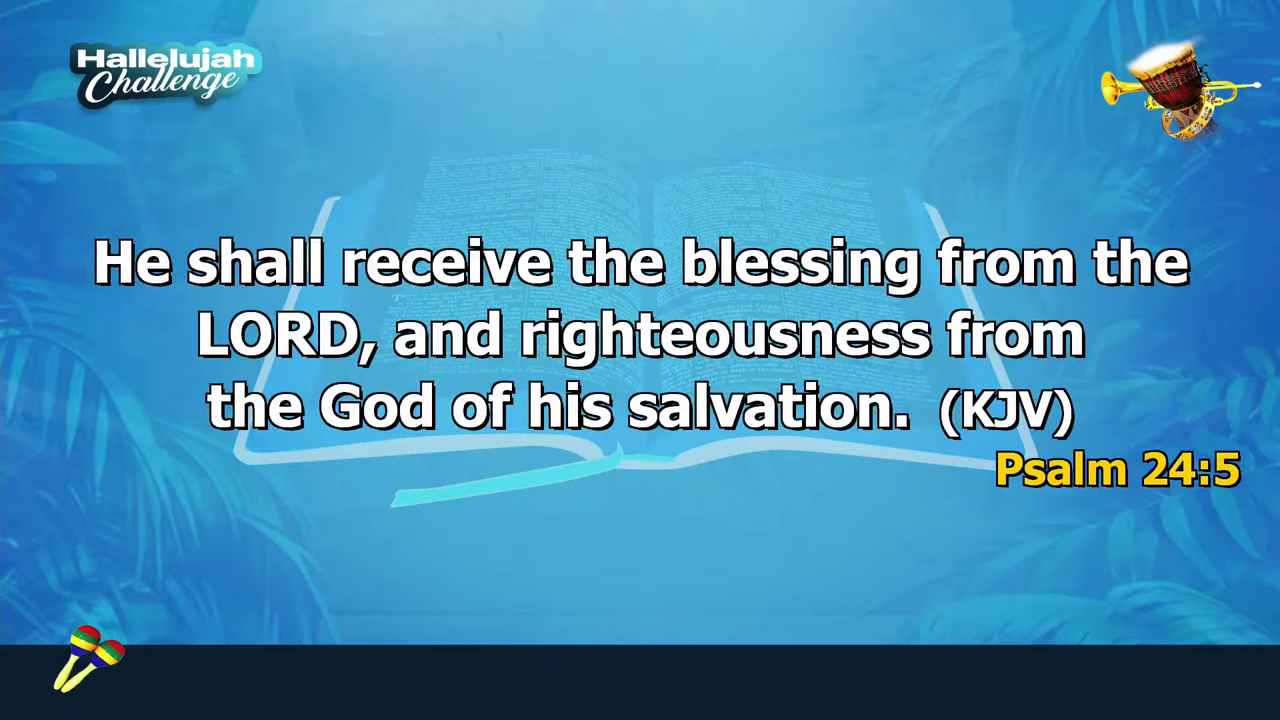 Hallelujah
Challenge
He shall receive the blessing from the
LORD, and righteousness from
the God of his salvation. (KJV)
Psalm 24:5